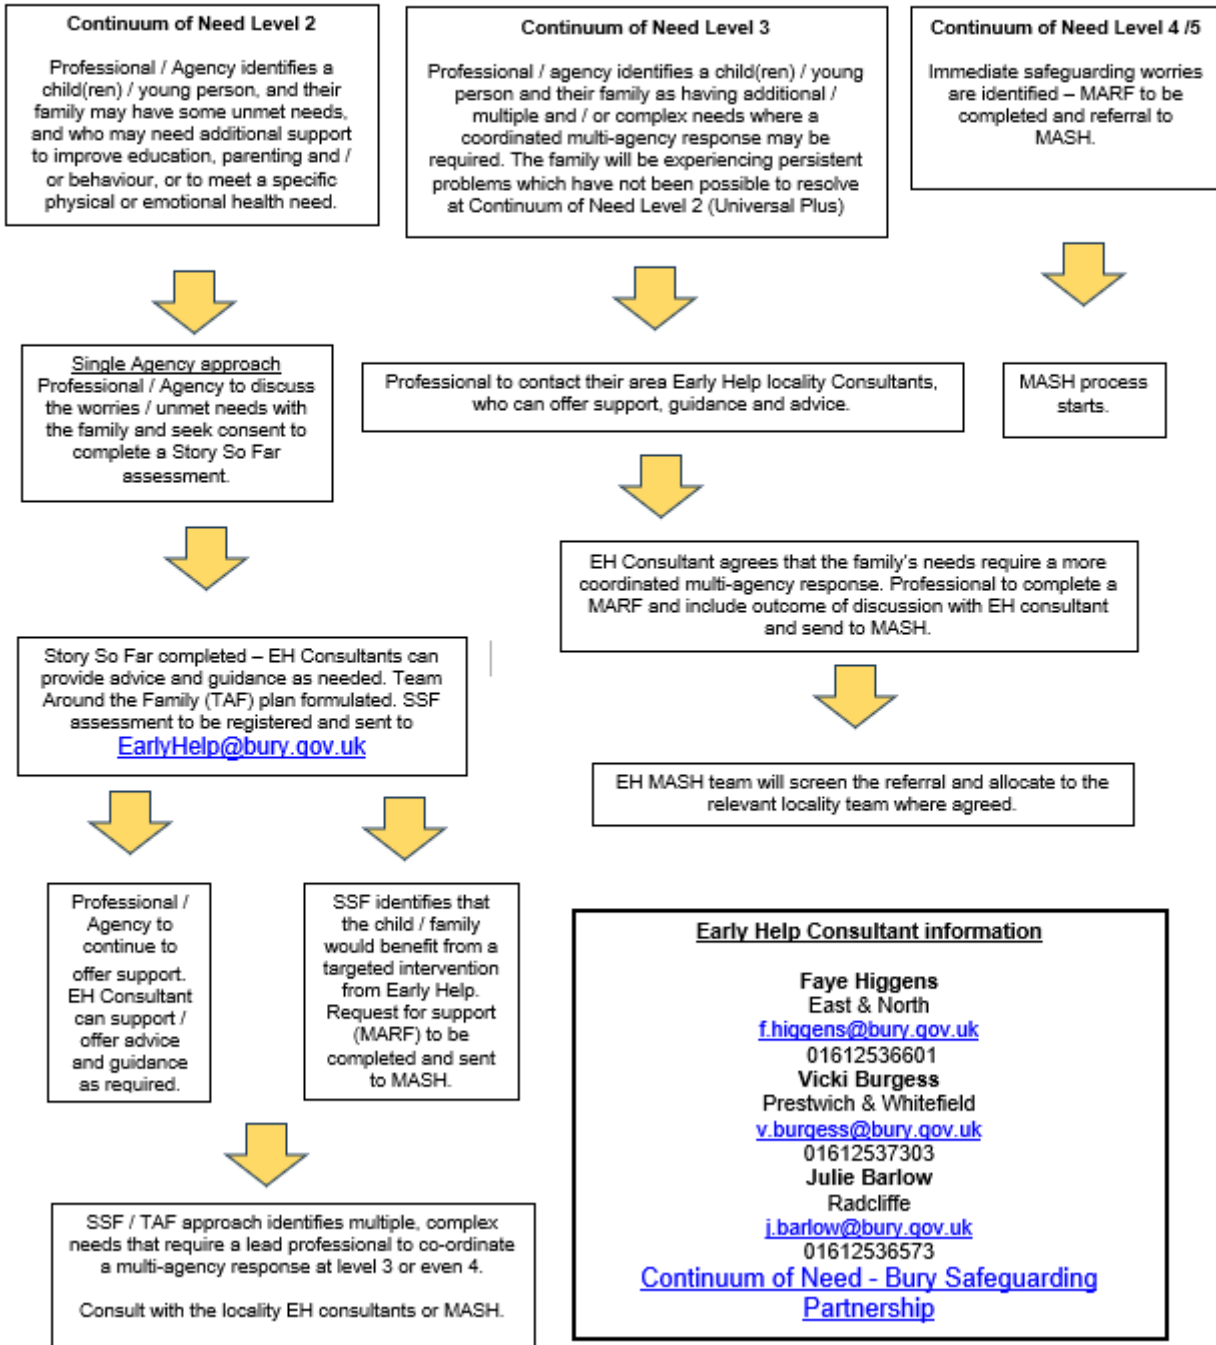 Continuum of Need Level 2
Professional / Agency identifies a
child(ren) / young person, and their
family may have some unmet needs,
and who may need additional support
to improve education, parenting and /
or behaviour, or to meet a specific
physical or emotional health need.
Continuum of Need Level 3
Professional / agency identifies a child(ren) / young
person and their family as having additional /
multiple and / or complex needs where a
coordinated multi-agency response may be
required. The family will be experiencing persistent
problems which have not been possible to resolve
at Continuum of Need Level 2 (Universal Plus)
Continuum of Need Level 4 /5
Immediate safeguarding worries
are identified – MARF to be
completed and referral to
MASH.
Single Agency approach
Professional / Agency to discuss
the worries / unmet needs with
the family and seek consent to
complete a Story So Far
assessment.
Professional to contact their area Early Help locality Consultants,
who can offer support, guidance and advice.
MASH process
starts.
EH Consultant agrees that the family's needs require a more
coordinated multi-agency response. Professional to complete a
MARF and include outcome of discussion with EH consultant
and send to MASH.
Story So Far completed – EH Consultants can
provide advice and guidance as needed. Team
Around the Family (TAF) plan formulated. SSF
assessment to be registered and sent to
EarlyHelp@bury.gov.uk
EH MASH team will screen the referral and allocate to the
relevant locality team where agreed.
Professional /
Agency to
continue to
offer support.
EH Consultant
can support /
offer advice
and guidance
as required.
SSF identifies that
the child / family
would benefit from a
targeted intervention
from Early Help.
Request for support
(MARF) to be
completed and sent
to MASH.
SSF / TAF approach identifies multiple, complex
needs that require a lead professional to co-ordinate
a multi-agency response at level 3 or even 4.
Consult with the locality EH consultants or MASH.
Early Help Consultant information
Faye Higgens
East & North
f.higgens@bury.gov.uk
01612536601
Vicki Burgess
Prestwich & Whitefield
v.burgess@bury.gov.uk
01612537303
Julie Barlow
Radcliffe
j.barlow@bury.gov.uk
01612536573
Continuum of Need - Bury Safeguarding
Partnership